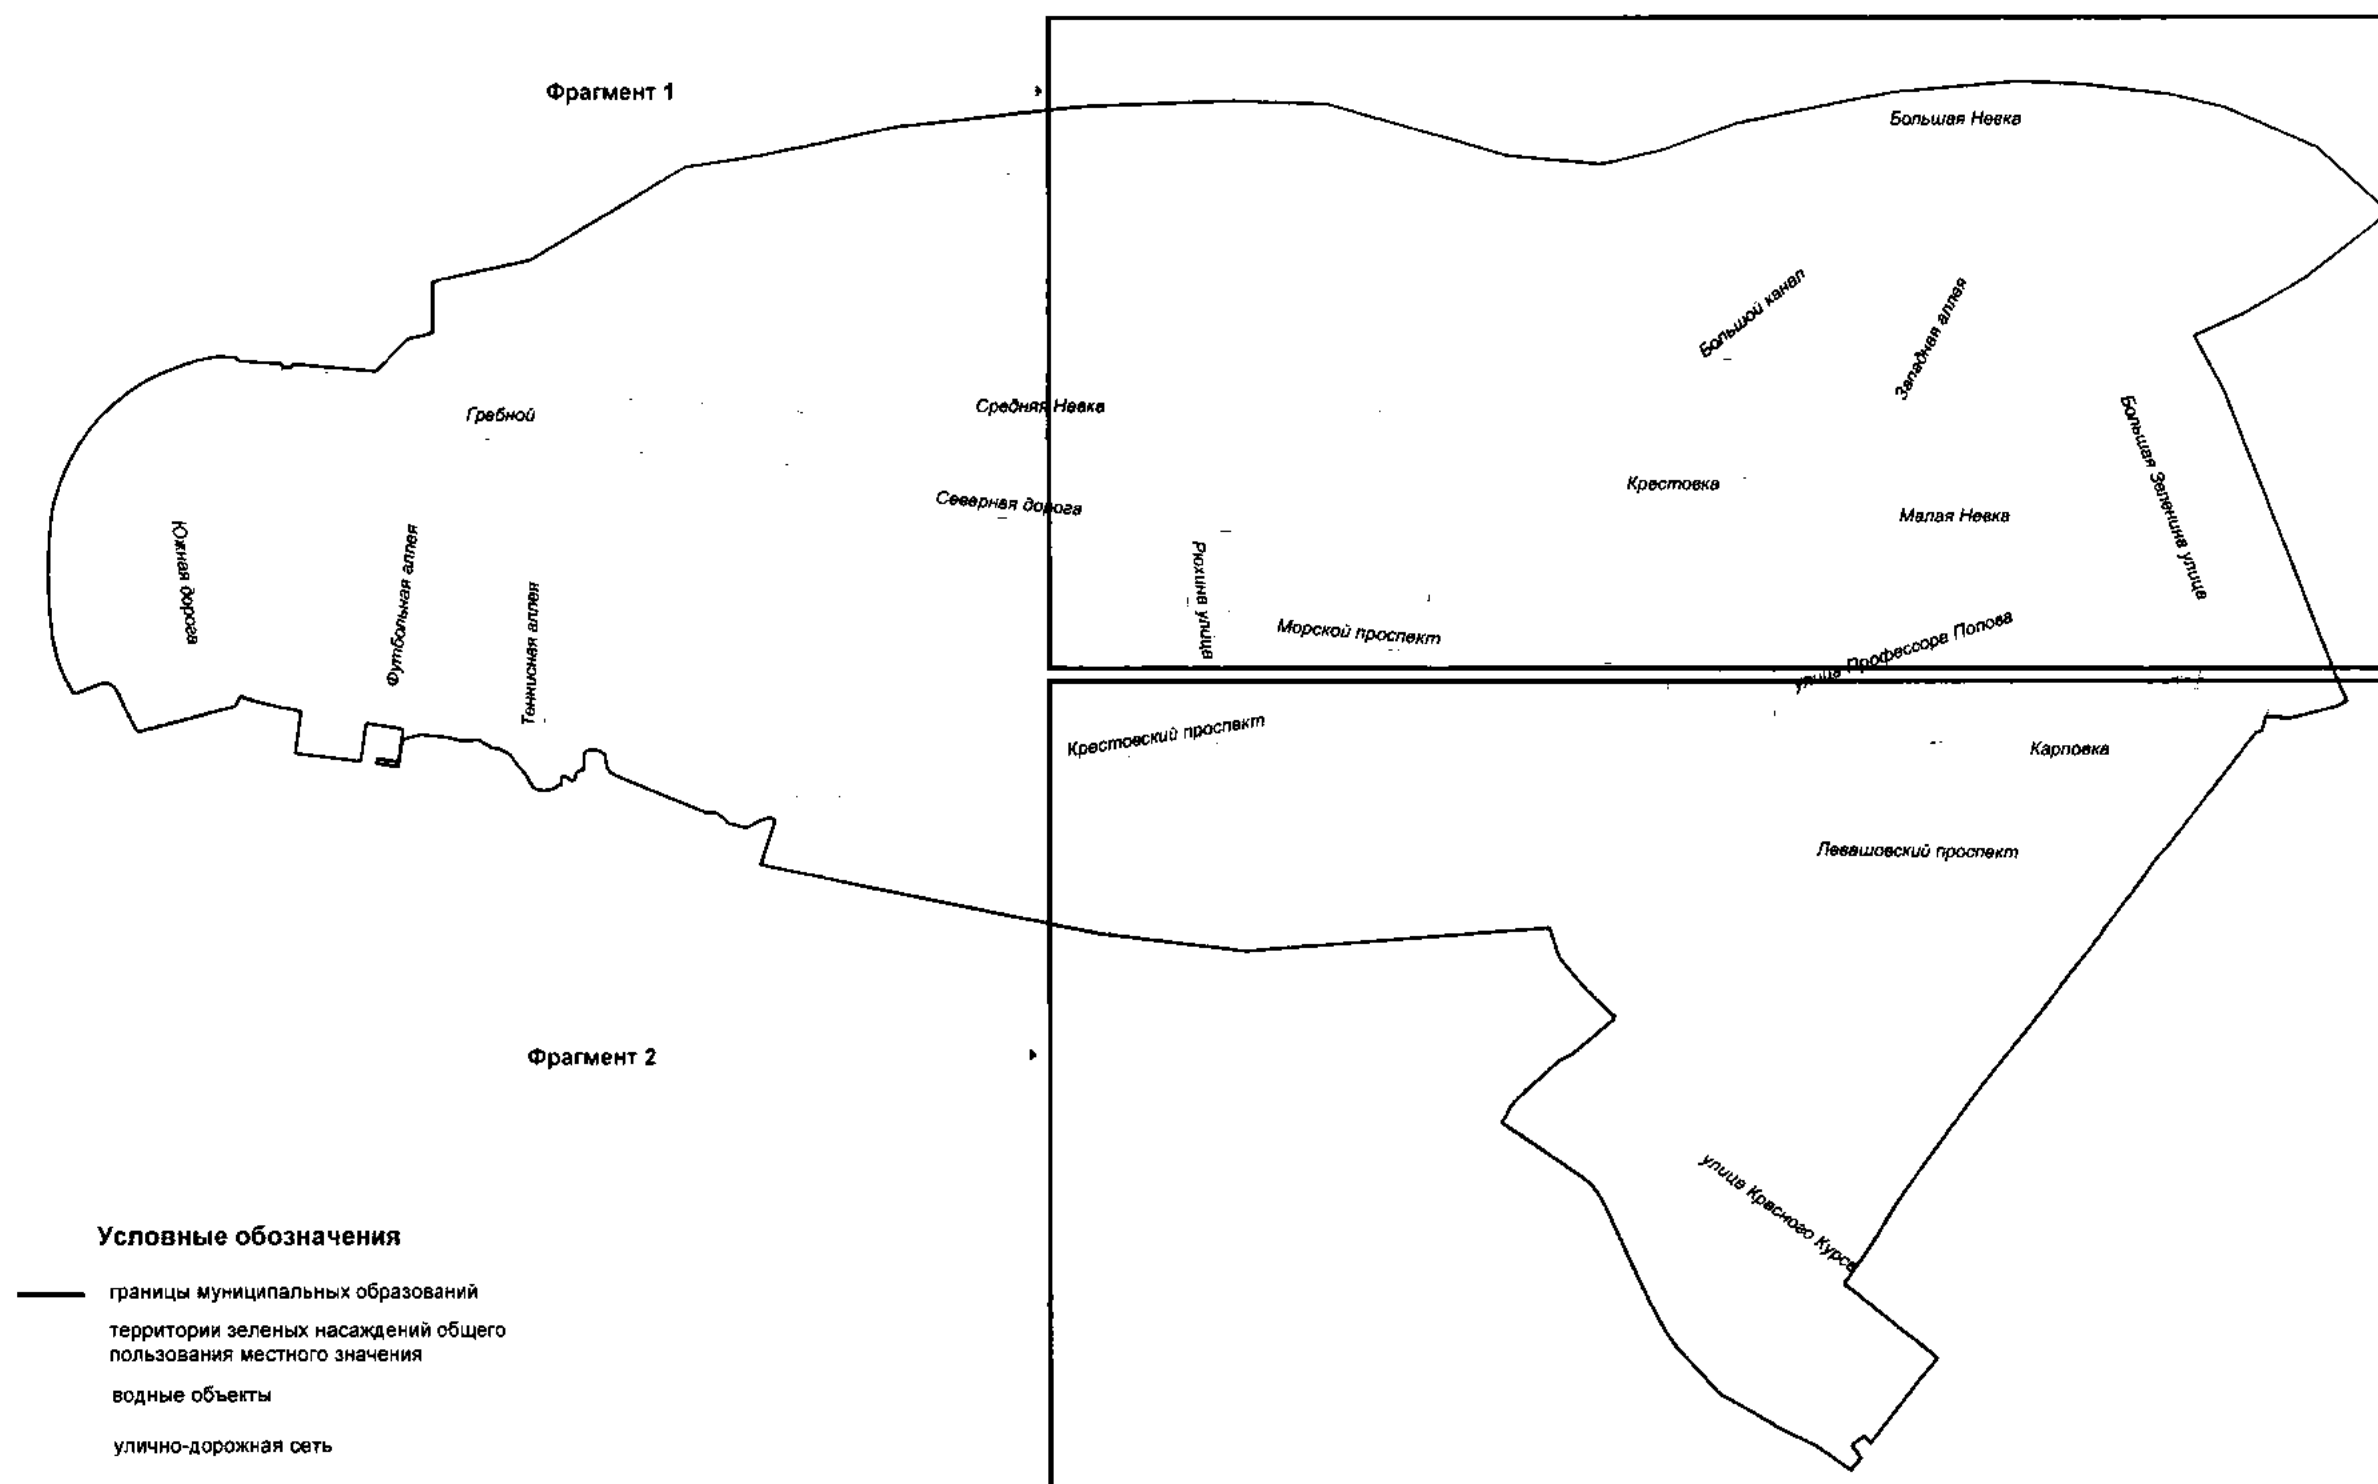 Фрагмент 1
Большая Невка
Большой канал
Западная аллея
Гребной
Средняя Невка
Большая Зеленина улица
Крестовка
Северная дорога
Малая Невка
Южная дорога
Футбольная аллея
Теннисная аллея
Рюхина улица
Морской проспект
улица Профессора Попова
Крестовский проспект
Карповка
Левашовский проспект
Фрагмент 2
улица Красного Курса
Условные обозначения
границы муниципальных образований
территории зеленых насаждений общего
пользования местного значения
водные объекты
улично-дорожная сеть